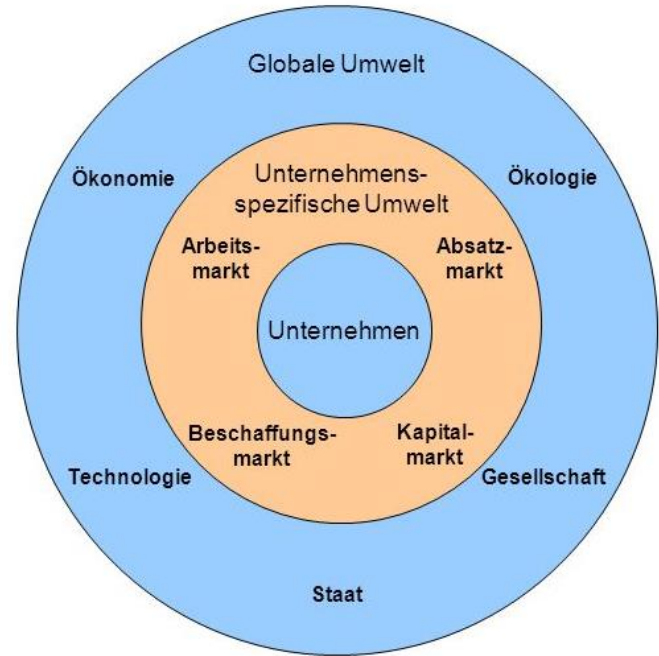 Globale Umwelt
Ökonomie
Ökologie
Unternehmens-
spezifische Umwelt
Arbeits-
markt
Absatz-
markt
Unternehmen
Beschaffungs-
markt
Kapital-
markt
Technologie
Gesellschaft
Staat